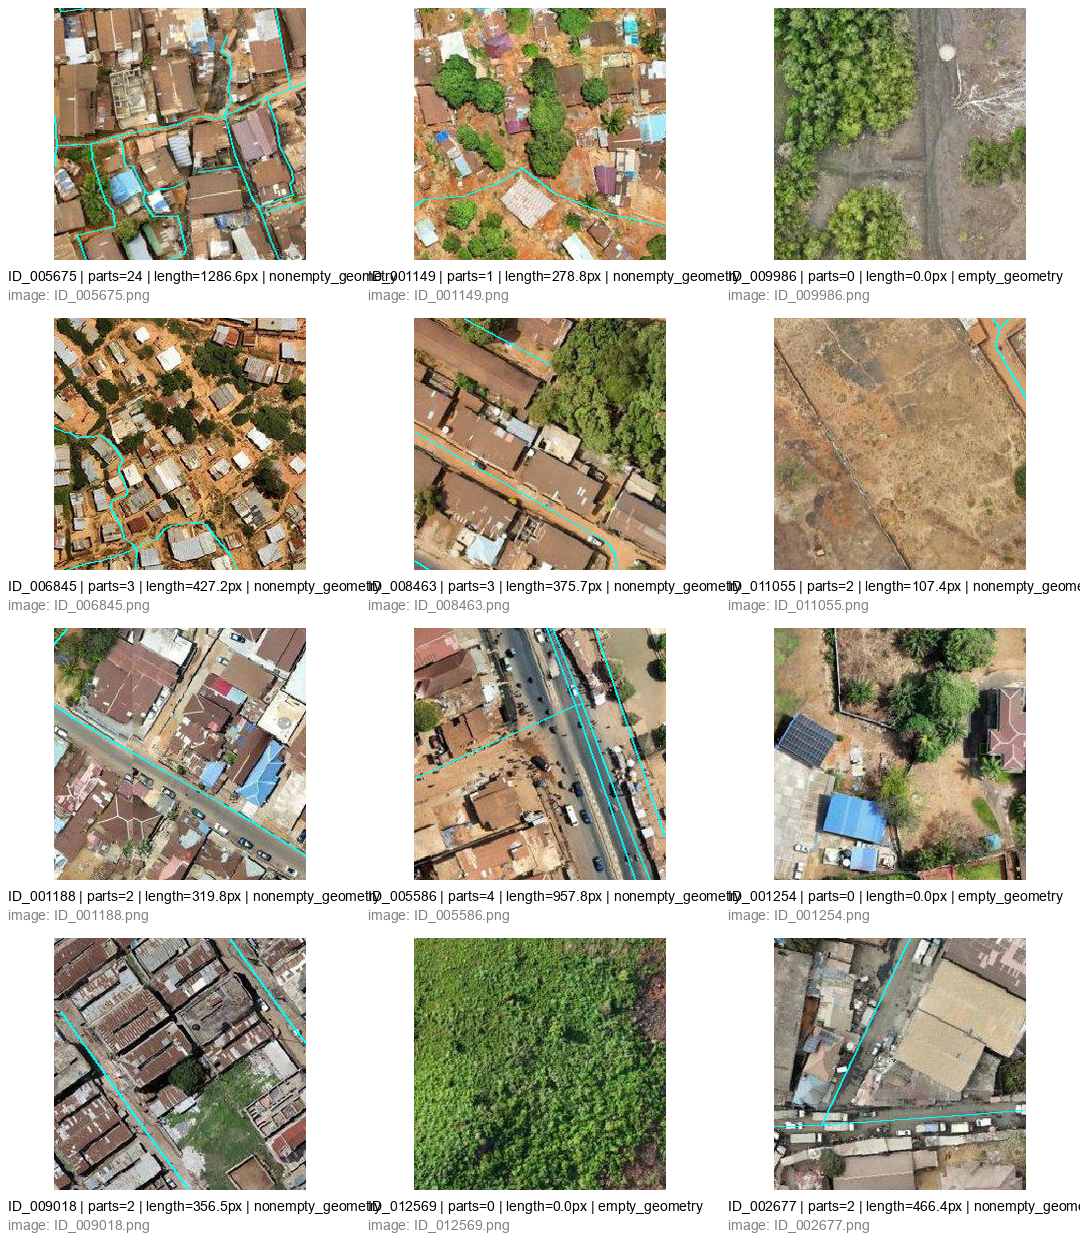 ID_005675 | parts=24 | length=1286.6px | nonempty_geometry
ID_001149 | parts=1 | length=278.8px | nonempty_geometry
ID_009986 | parts=0 | length=0.0px | empty_geometry
image: ID_005675.png
image: ID_001149.png
image: ID_009986.png
ID_006845 | parts=3 | length=427.2px | nonempty_geometry
ID_008463 | parts=3 | length=375.7px | nonempty_geometry
ID_011055 | parts=2 | length=107.4px | nonempty_geome
image: ID_006845.png
image: ID_008463.png
image: ID_011055.png
ID_001188 | parts=2 | length=319.8px | nonempty_geometry
ID_005586 | parts=4 | length=957.8px | nonempty_geometry
ID_001254 | parts=0 | length=0.0px | empty_geometry
image: ID_001188.png
image: ID_005586.png
image: ID_001254.png
ID_009018 | parts=2 | length=356.5px | nonempty_geometry
ID_012569 | parts=0 | length=0.0px | empty_geometry
ID_002677 | parts=2 | length=466.4px | nonempty_geome
image: ID_009018.png
image: ID_012569.png
image: ID_002677.png